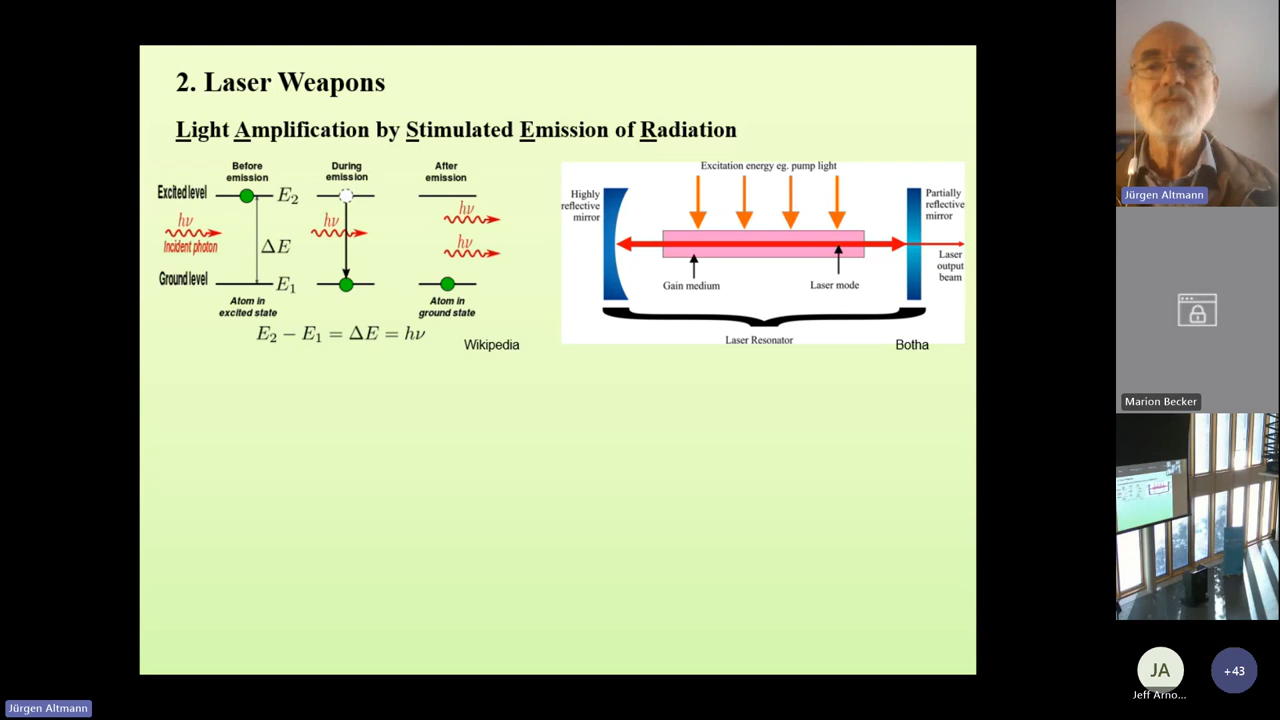 2. Laser Weapons
Light Amplification by Stimulated Emission of Radiation
Before
emission
During
emission
After
emission
Excited level
E2
hν
Incident photon
hν
hν
hν
ΔE
Ground level
E1
Atom in
excited state
Atom in
ground state
E2 − E1 = ΔE = hν
Wikipedia
Excitation energy eg. pump light
Highly
reflective
mirror
Partially
reflective
mirror
Laser
output
beam
Gain medium
Laser mode
Laser Resonator
Botha
Jürgen Altmann
Marion Becker
JA
Jeff Arno...
+43
Jürgen Altmann